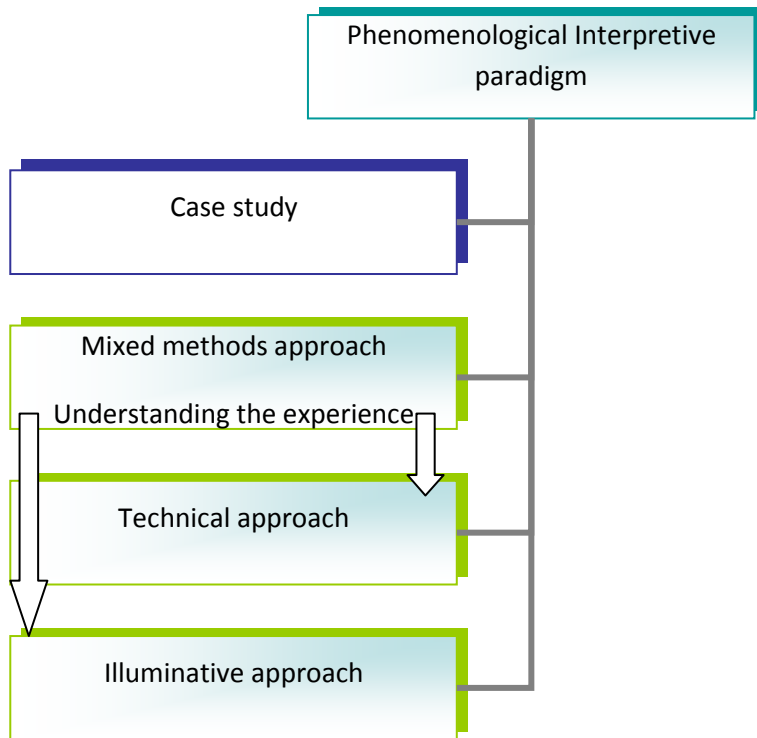 Phenomenological Interpretive
paradigm
Case study
Mixed methods approach
Understanding the experience
Technical approach
Illuminative approach